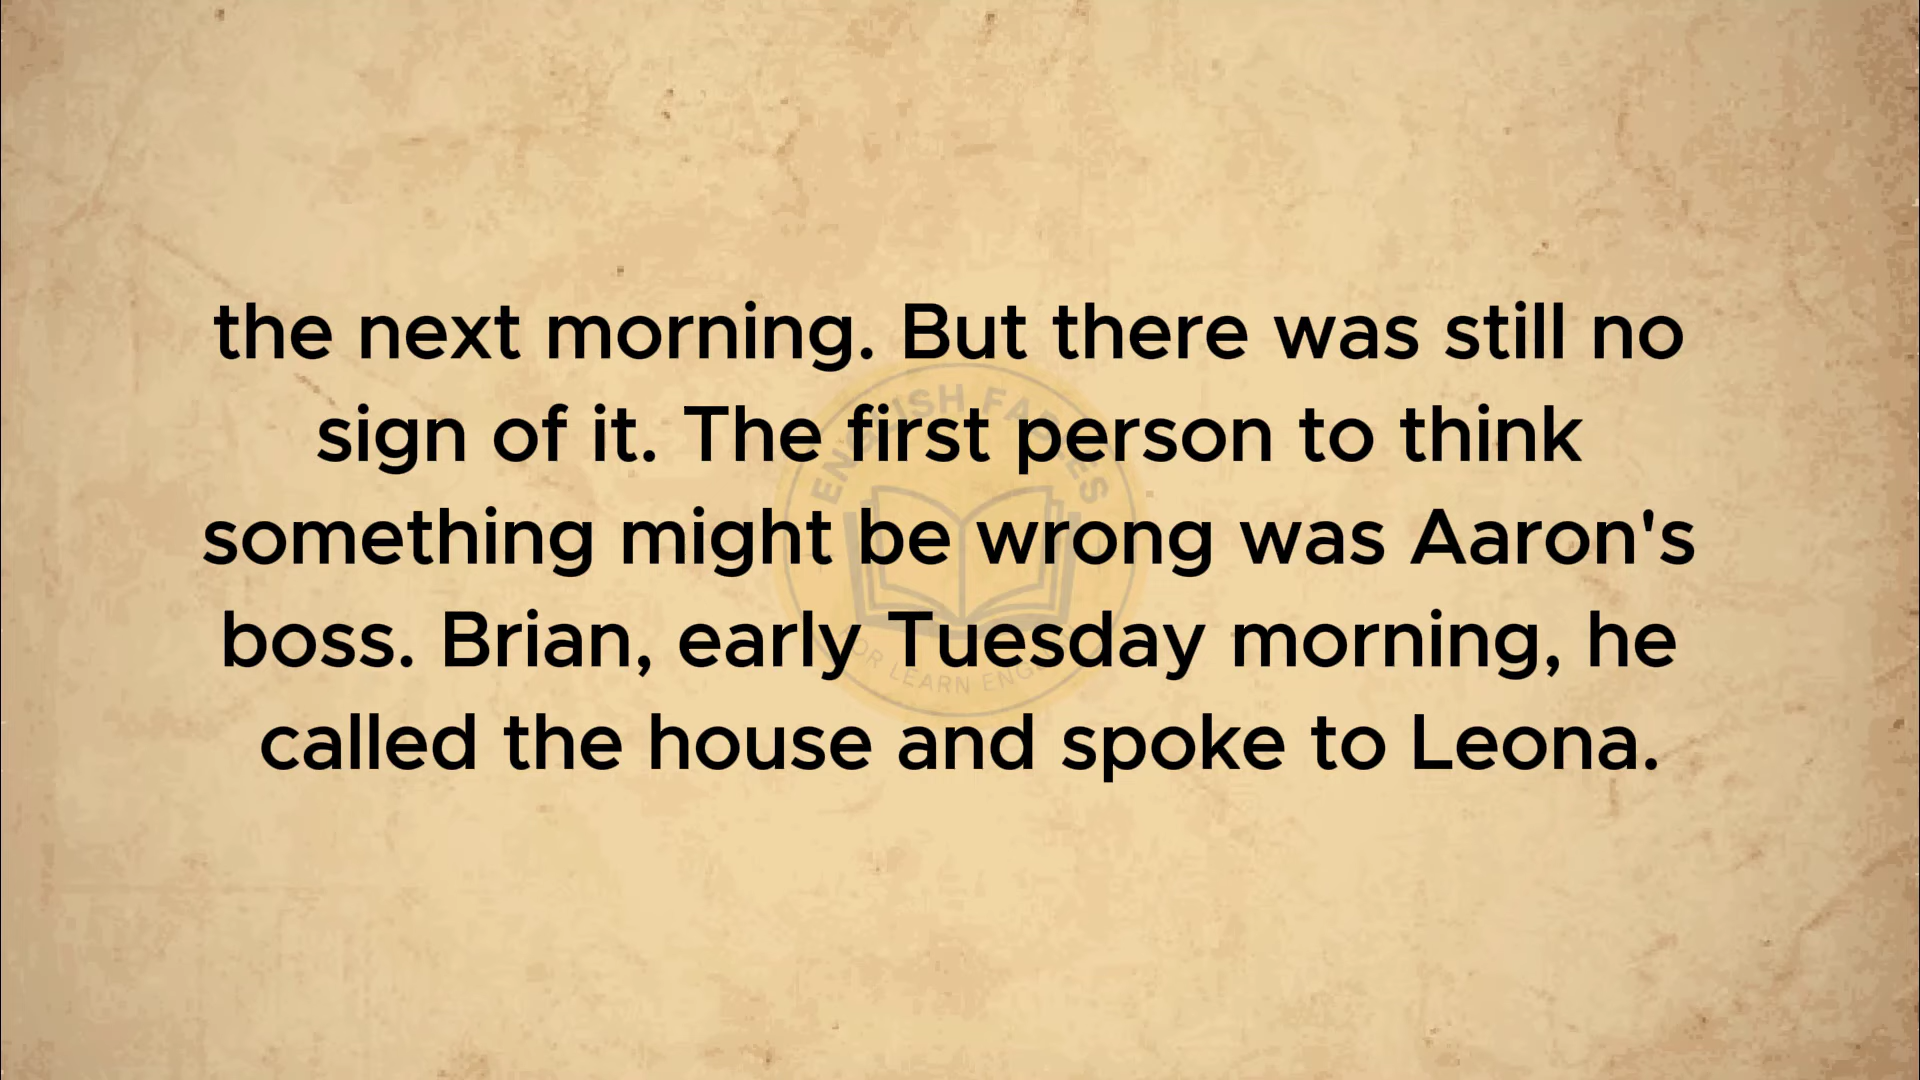 the next morning. But there was still no
sign of it. The first person to think
something might be wrong was Aaron's
boss. Brian, early Tuesday morning, he
called the house and spoke to Leona.